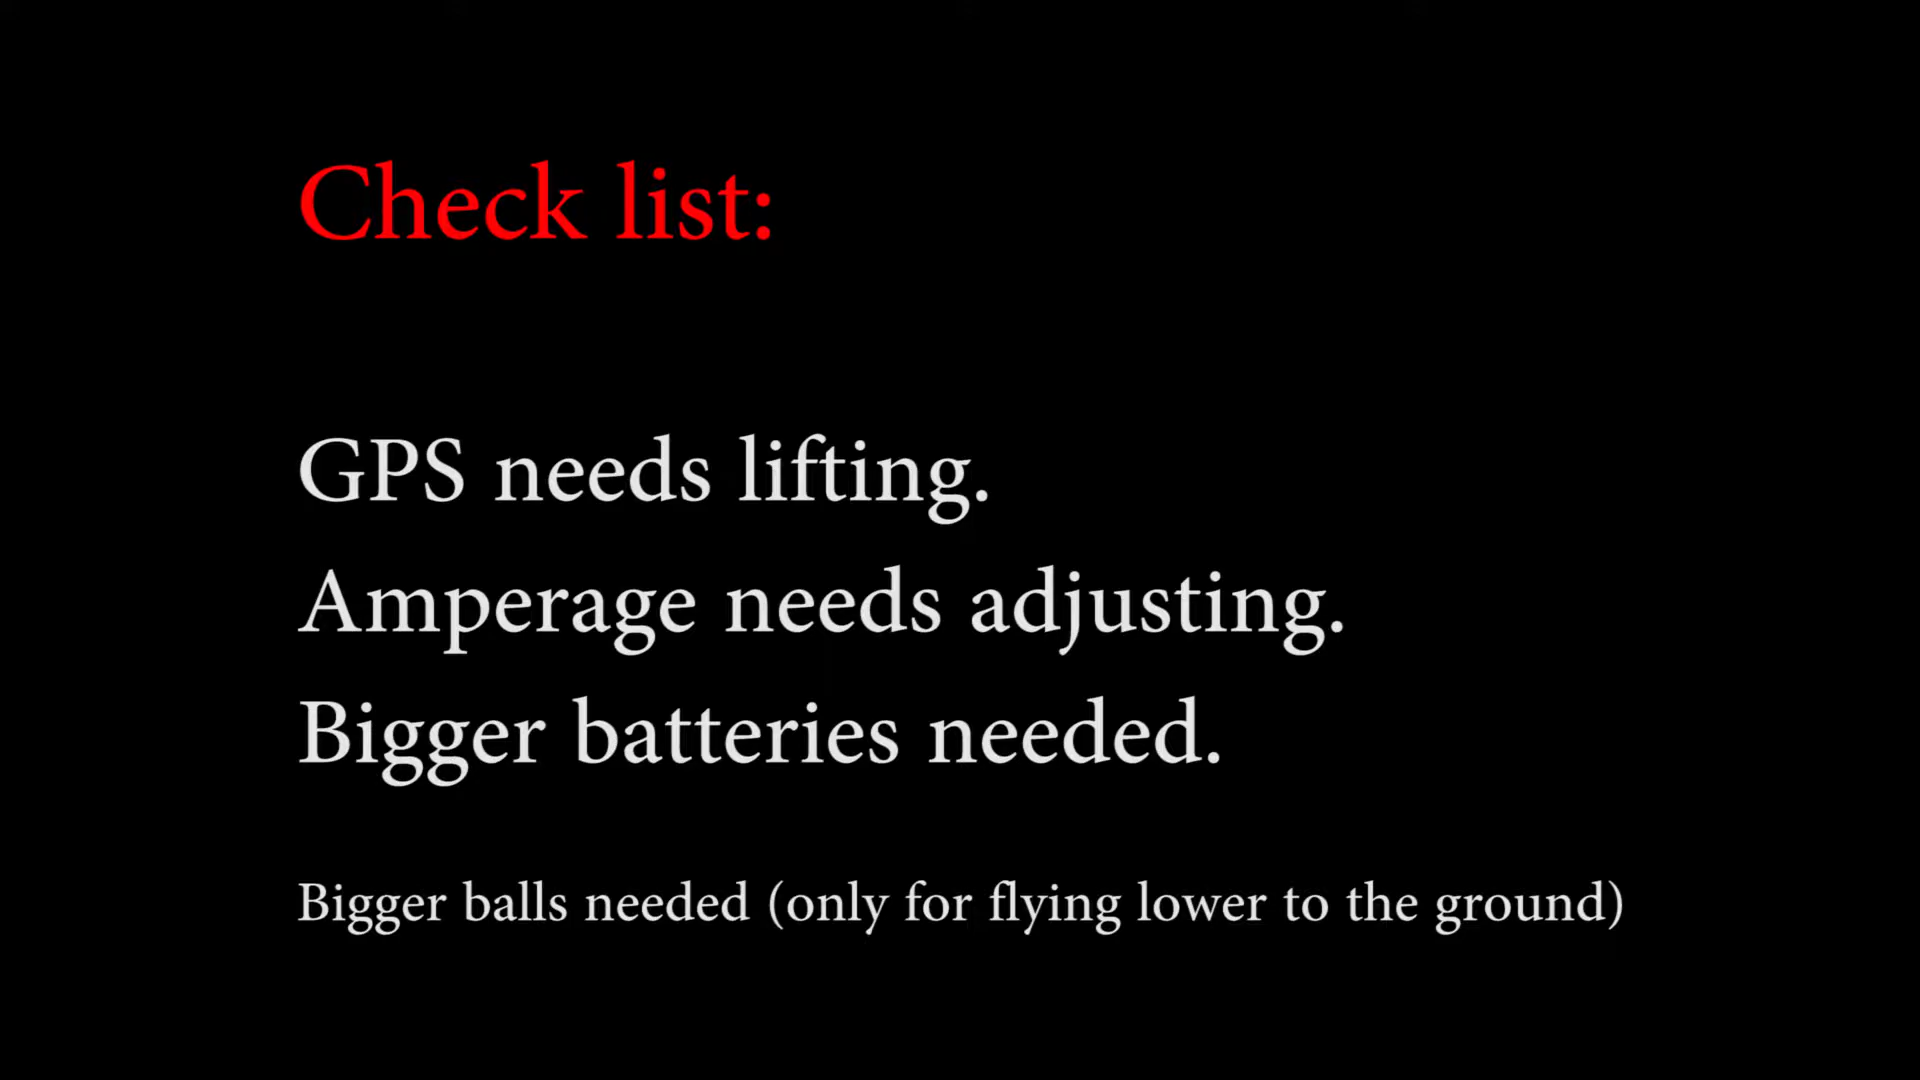 Check list:
GPS needs lifting.
Amperage needs adjusting.
Bigger batteries needed.
Bigger balls needed (only for flying lower to the ground)